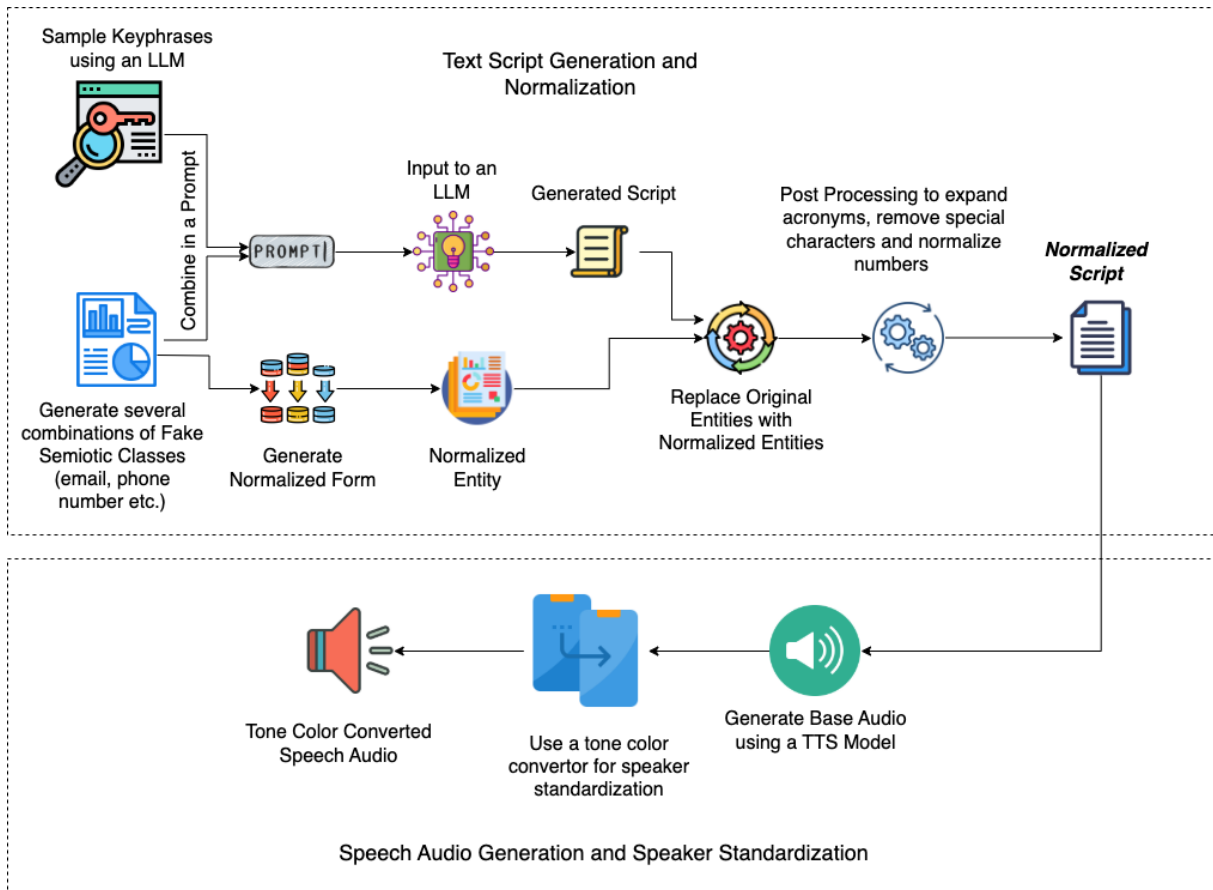 Sample Keyphrases
using an LLM
Text Script Generation and
Normalization
Combine in a Prompt
PROMPT
Input to an
LLM
Generated Script
Post Processing to expand
acronyms, remove special
characters and normalize
numbers
Normalized
Script
Generate several
combinations of Fake
Semiotic Classes
(email, phone
number etc.)
Generate
Normalized Form
Normalized
Entity
Replace Original
Entities with
Normalized Entities
Tone Color Converted
Speech Audio
Use a tone color
convertor for speaker
standardization
Generate Base Audio
using a TTS Model
Speech Audio Generation and Speaker Standardization